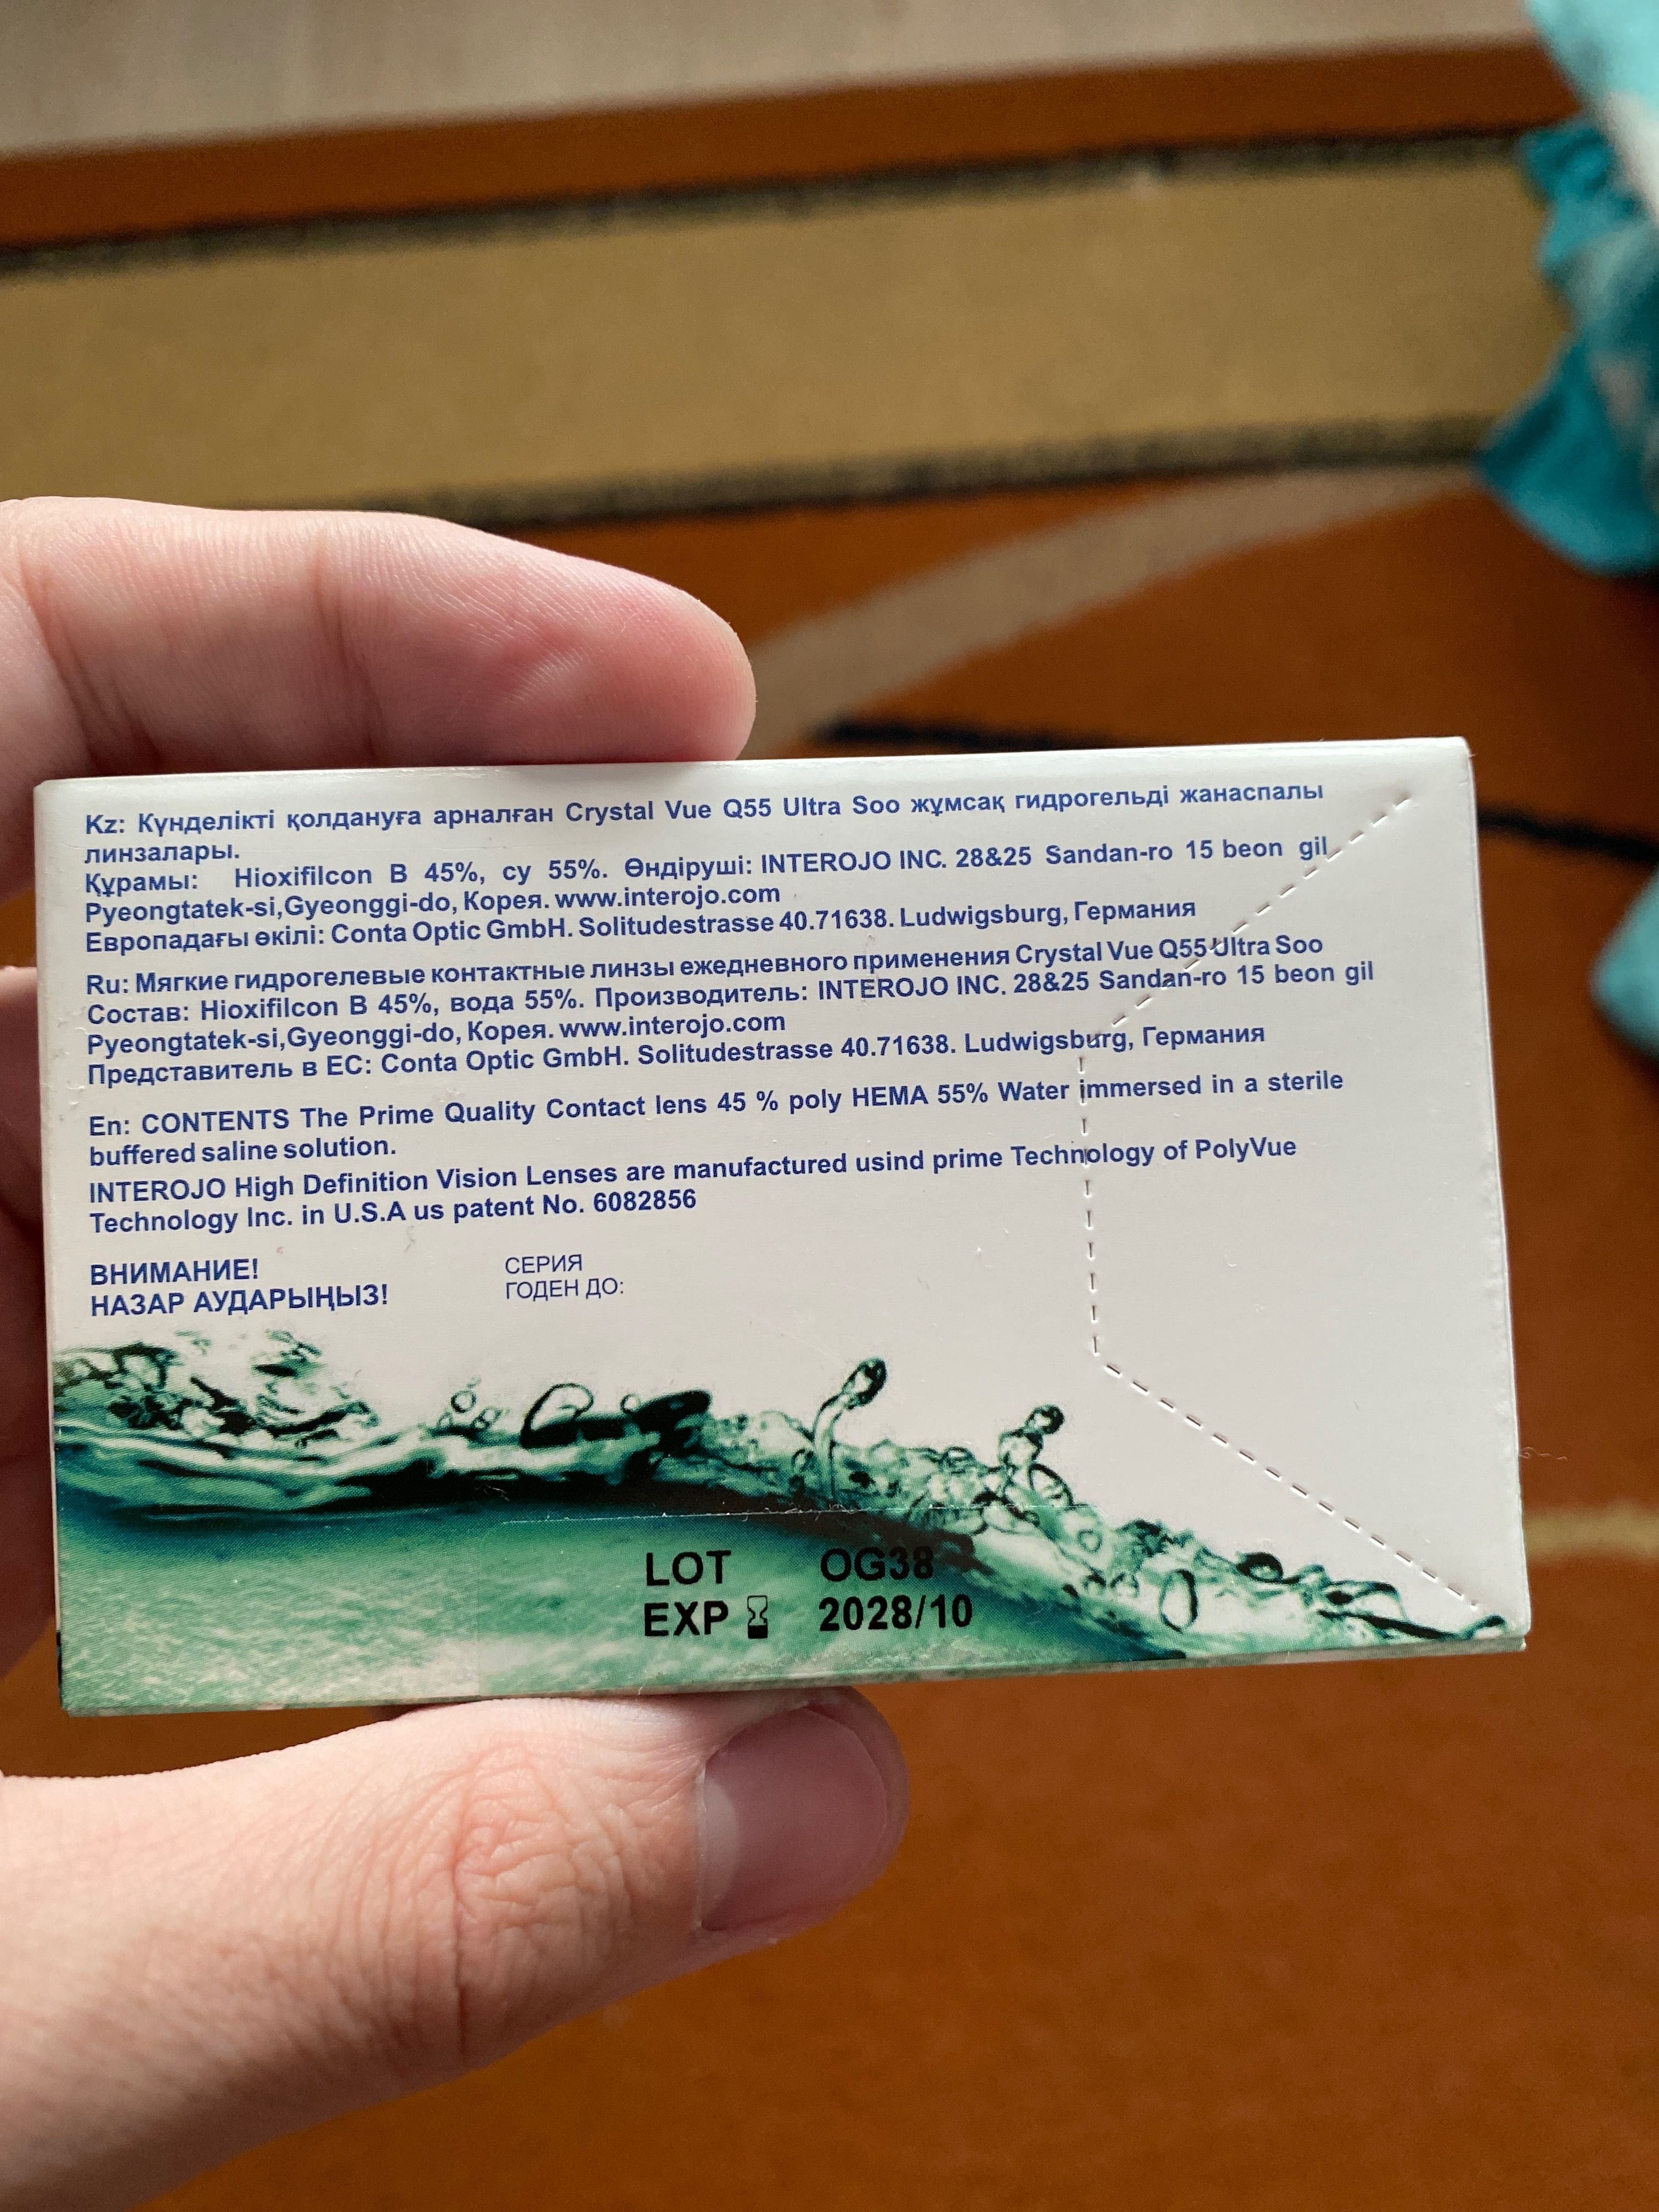 Kz: Күнделікті қолдануға арналған Crystal Vue Q55 Ultra Soo жұмсақ гидрогельді жанаспалы
линзалары.
Құрамы: Hioxifilcon B 45%, су 55%. Өндіруші: INTEROJO INC. 28&25 Sandan-ro 15 beon gil
Pyeongtatek-si,Gyeonggi-do, Корея. www.interojo.com
Европадағы өкілі: Conta Optic GmbH. Solitudestrasse 40.71638. Ludwigsburg, Германия
Ru: Мягкие гидрогелевые контактные линзы ежедневного применения Crystal Vue Q55 Ultra Soo
Состав: Hioxifilcon B 45%, вода 55%. Производитель: INTEROJO INC. 28&25 Sandan-ro 15 beon gil
Pyeongtatek-si,Gyeonggi-do, Корея. www.interojo.com
Представитель в ЕС: Conta Optic GmbH. Solitudestrasse 40.71638. Ludwigsburg, Германия
En: CONTENTS The Prime Quality Contact lens 45 % poly HEMA 55% Water immersed in a sterile
buffered saline solution.
INTEROJO High Definition Vision Lenses are manufactured usind prime Technology of PolyVue
Technology Inc. in U.S.A us patent No. 6082856
ВНИМАНИЕ! СЕРИЯ
НАЗАР АУДАРЫҢЫЗ! ГОДЕН ДО:
LOT OG38
EXP 2028/10